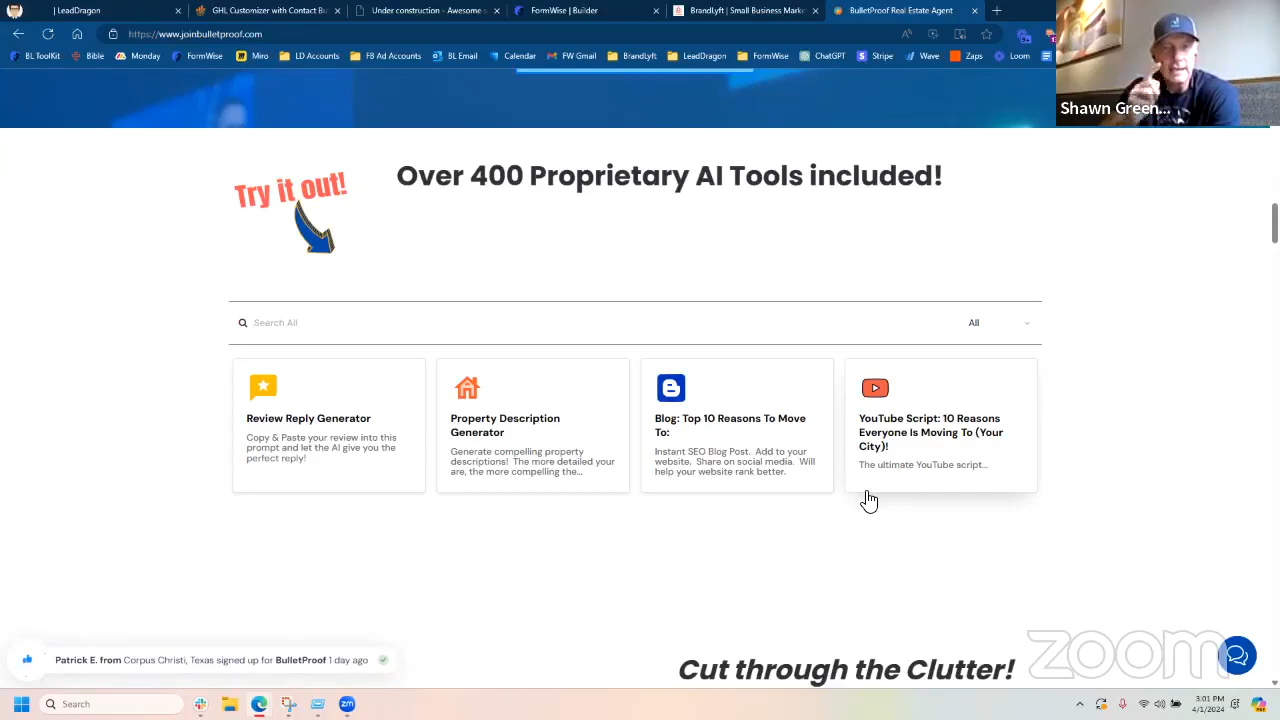 LeadDragon
GHL Customizer with Contact Bu
Under construction - Awesome s
FormWise | Builder
BrandLyft | Small Business Marke
BulletProof Real Estate Agent
https://www.joinbulletproof.com
BL ToolKit
Bible
Monday
FormWise
Miro
LD Accounts
FB Ad Accounts
BL Email
Calendar
FW Gmail
BrandLyft
LeadDragon
FormWise
ChatGPT
Stripe
Wave
Zaps
Loom
Shawn Green...
Try it out!
Over 400 Proprietary AI Tools included!
Search All
All
Review Reply Generator
Copy & Paste your review into this
prompt and let the AI give you the
perfect reply!
Property Description
Generator
Generate compelling property
descriptions! The more detailed your
are, the more compelling the...
Blog: Top 10 Reasons To Move
To:
Instant SEO Blog Post. Add to your
website. Share on social media. Will
help your website rank better.
YouTube Script: 10 Reasons
Everyone Is Moving To (Your
City)!
The ultimate YouTube script...
Patrick E. from Corpus Christi, Texas signed up for BulletProof 1 day ago
Cut through the Clutter!
zoom
Search
3:01 PM
4/1/2024